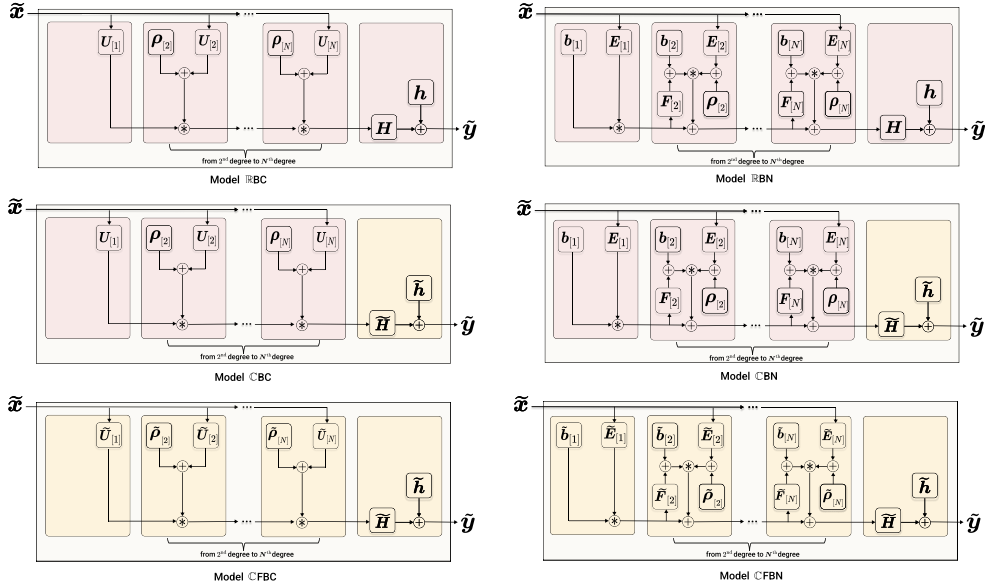 x̃ ...
U[1] ρ[2] U[2] ρ[N] U[N]
+ + h
* ... * H + ỹ
from 2nd degree to Nth degree
Model ℝBC
x̃ ...
b[1] E[1] b[2] E[2] b[N] E[N]
+ * + + * + h
F[2] ρ[2] F[N] ρ[N]
* + ... + H + ỹ
from 2nd degree to Nth degree
Model ℝBN
x̃ ...
U[1] ρ[2] U[2] ρ[N] U[N]
+ + h̃
* ... * H̃ + ỹ
from 2nd degree to Nth degree
Model ℂBC
x̃ ...
b[1] E[1] b[2] E[2] b[N] E[N]
+ * + + * + h̃
F[2] ρ[2] F[N] ρ[N]
* + ... + H̃ + ỹ
from 2nd degree to Nth degree
Model ℂBN
x̃ ...
Ũ[1] ρ̃[2] Ũ[2] ρ̃[N] Ũ[N]
+ + h̃
* ... * H̃ + ỹ
from 2nd degree to Nth degree
Model ℂFBC
x̃ ...
b̃[1] Ẽ[1] b̃[2] Ẽ[2] b̃[N] Ẽ[N]
+ * + + * + h̃
F̃[2] ρ̃[2] F̃[N] ρ̃[N]
* + ... + H̃ + ỹ
from 2nd degree to Nth degree
Model ℂFBN